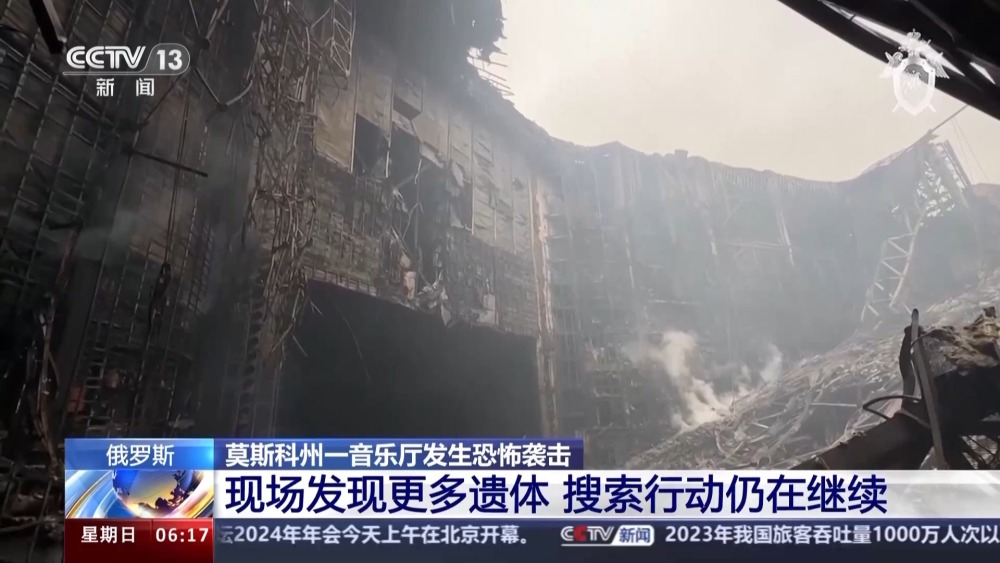 CCTV 13
新闻
俄罗斯
莫斯科州一音乐厅发生恐怖袭击
现场发现更多遗体 搜索行动仍在继续
星期日 06:17
坛2024年年会今天上午在北京开幕。 CCTV新闻 2023年我国旅客吞吐量1000万人次以